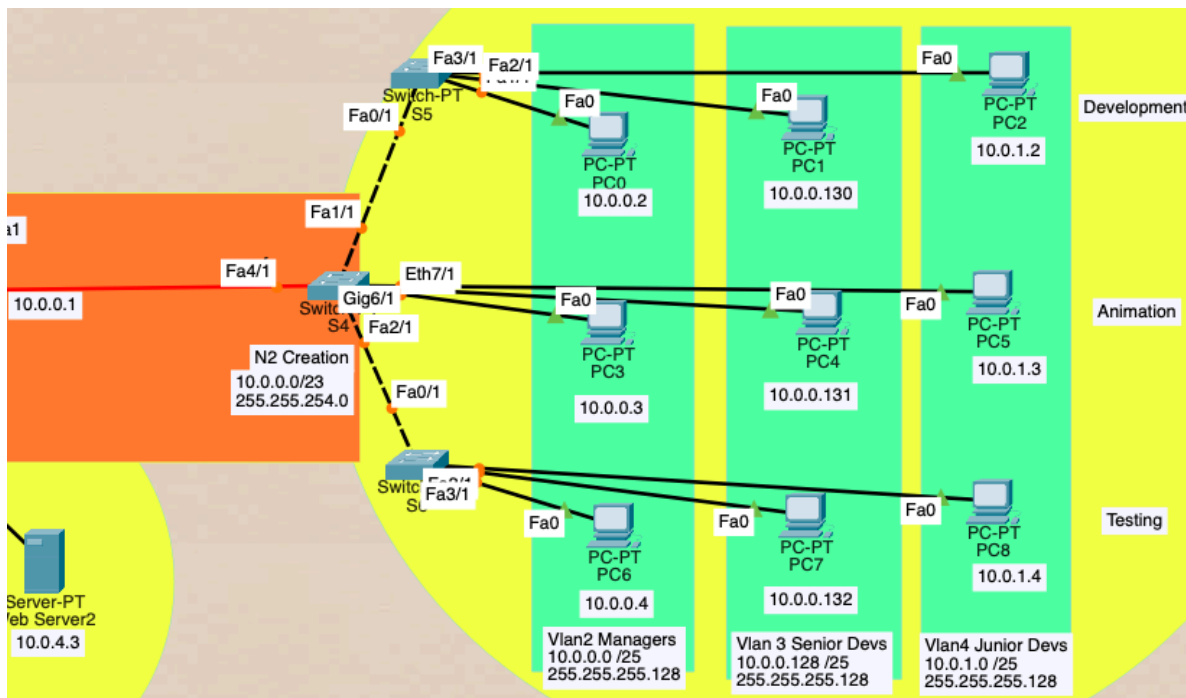 Fa3/1
Fa2/1
Switch-PT
S5
Fa0/1
Fa0
PC-PT
PC0
10.0.0.2
Fa0
PC-PT
PC1
10.0.0.130
Fa0
PC-PT
PC2
10.0.1.2
Development
a1
10.0.0.1
Fa4/1
Fa1/1
Eth7/1
Gig6/1
S4
Fa2/1
Fa0
PC-PT
PC3
10.0.0.3
Fa0
PC-PT
PC4
10.0.0.131
Fa0
PC-PT
PC5
10.0.1.3
Animation
N2 Creation
10.0.0.0/23
255.255.254.0
Fa0/1
Fa3/1
Fa0
PC-PT
PC6
10.0.0.4
Fa0
PC-PT
PC7
10.0.0.132
Fa0
PC-PT
PC8
10.0.1.4
Testing
Server-PT
Web Server2
10.0.4.3
Vlan2 Managers
10.0.0.0 /25
255.255.255.128
Vlan 3 Senior Devs
10.0.0.128 /25
255.255.255.128
Vlan4 Junior Devs
10.0.1.0 /25
255.255.255.128